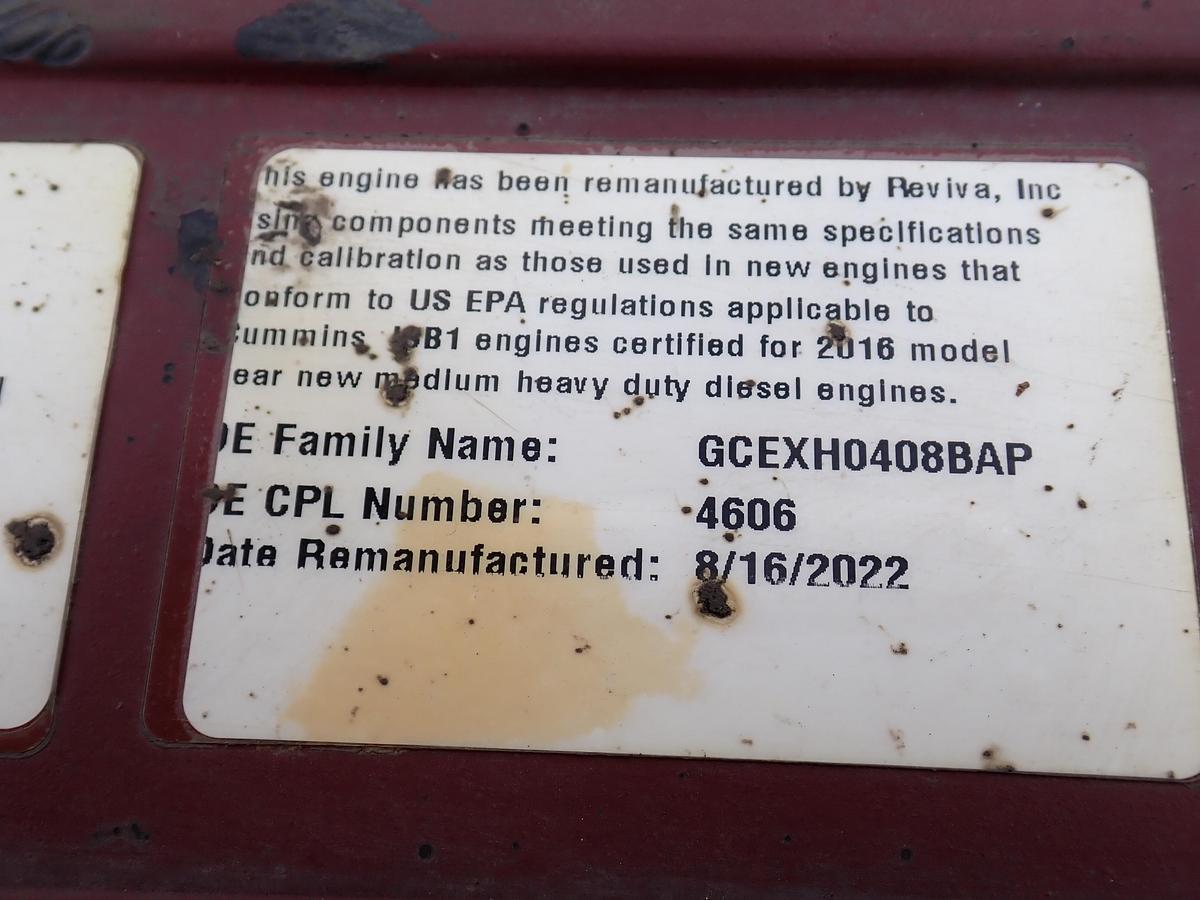 his engine has been remanufactured by Reviva, Inc
sing components meeting the same specifications
nd calibration as those used in new engines that
onform to US EPA regulations applicable to
ummins engines certified for 2016 model
ear new medium heavy duty diesel engines.
E Family Name: GCEXH0408BAP
E CPL Number: 4606
Date Remanufactured: 8/16/2022